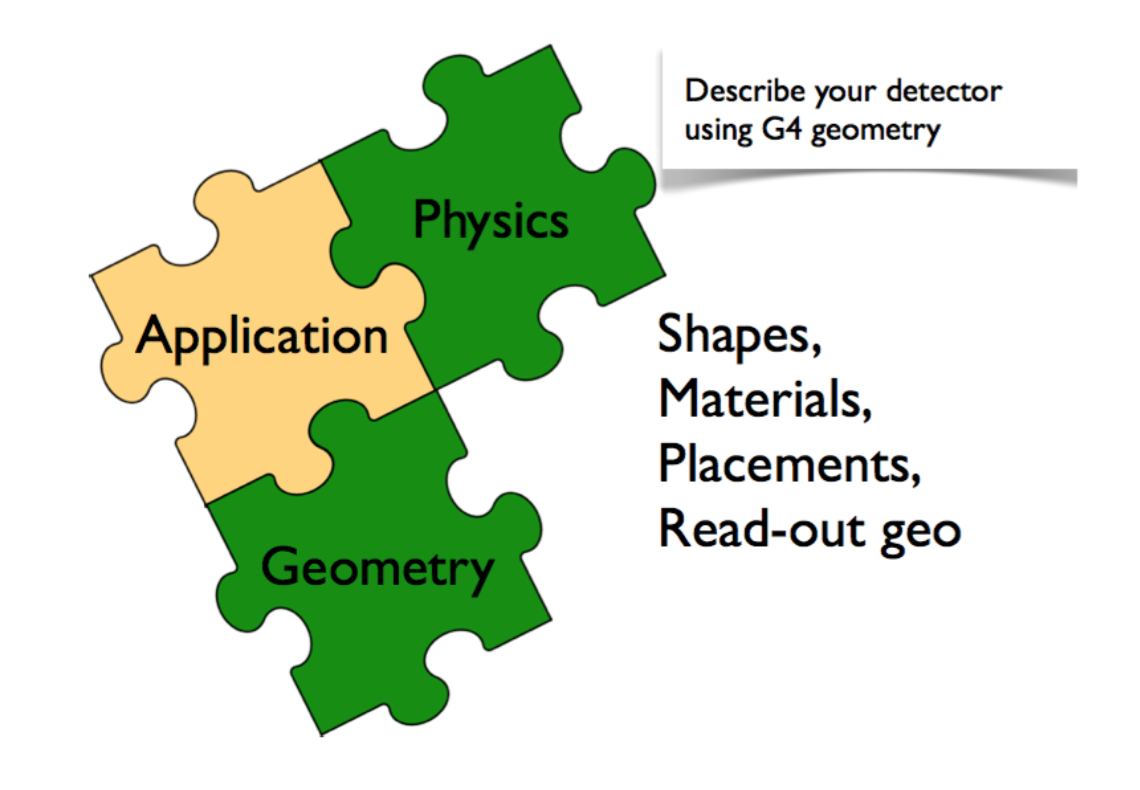 Describe your detector
using G4 geometry
Physics
Application
Shapes,
Materials,
Placements,
Read-out geo
Geometry